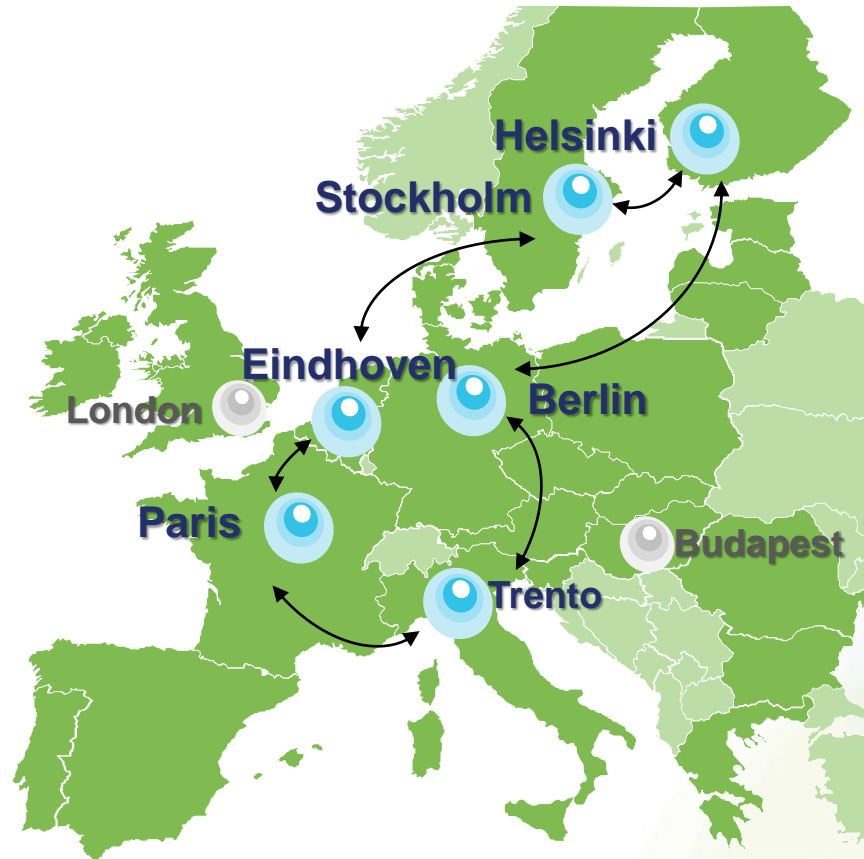 Helsinki
Stockholm
Eindhoven
London
Berlin
Paris
Budapest
Trento